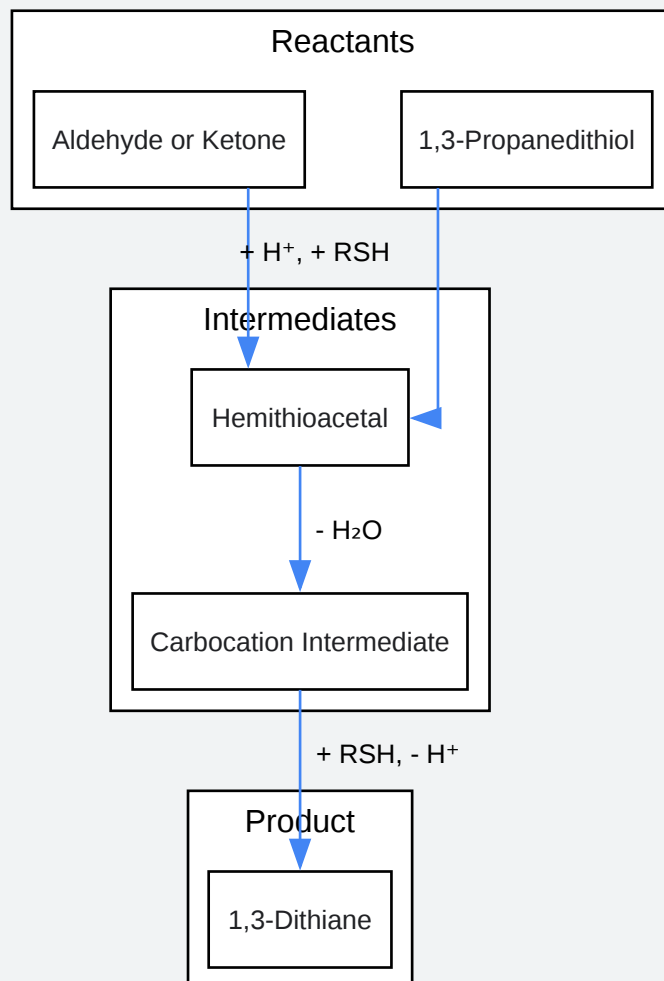 Reactants
Aldehyde or Ketone
1,3-Propanedithiol
+ H⁺, + RSH
Intermediates
Hemithioacetal
- H₂O
Carbocation Intermediate
+ RSH, - H⁺
Product
1,3-Dithiane